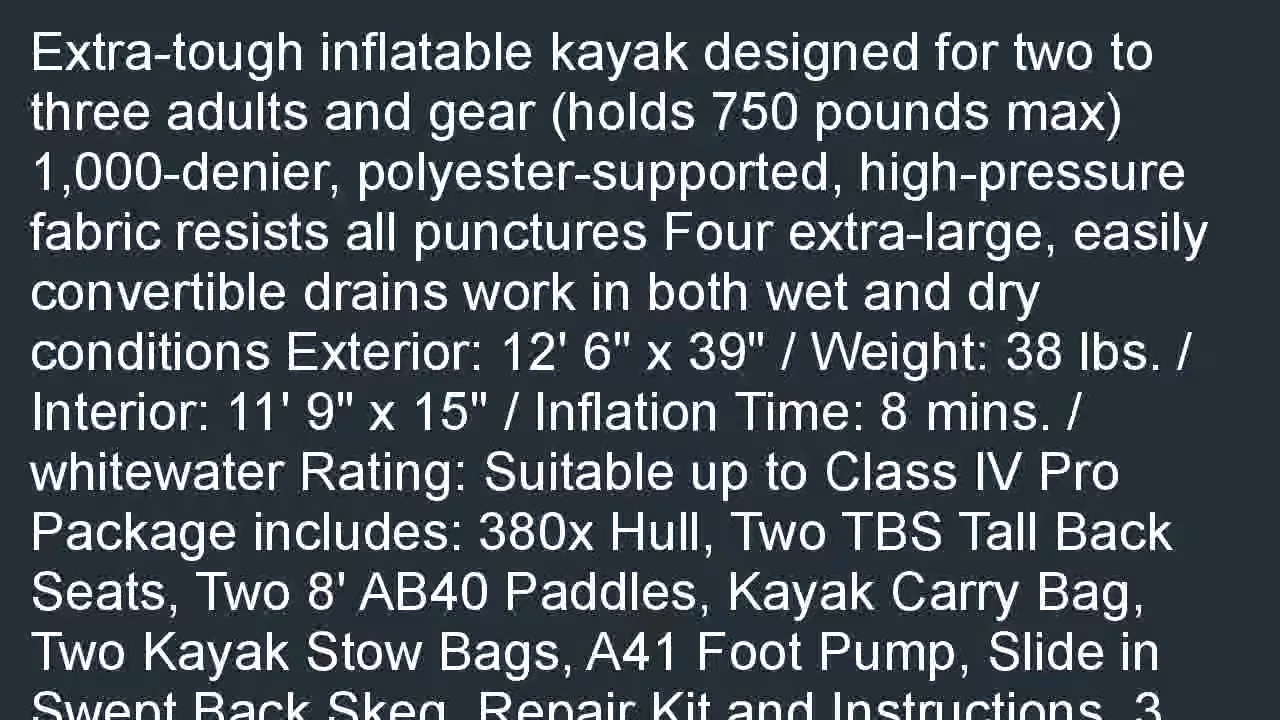 Extra-tough inflatable kayak designed for two to
three adults and gear (holds 750 pounds max)
1,000-denier, polyester-supported, high-pressure
fabric resists all punctures Four extra-large, easily
convertible drains work in both wet and dry
conditions Exterior: 12' 6" x 39" / Weight: 38 lbs. /
Interior: 11' 9" x 15" / Inflation Time: 8 mins. /
whitewater Rating: Suitable up to Class IV Pro
Package includes: 380x Hull, Two TBS Tall Back
Seats, Two 8' AB40 Paddles, Kayak Carry Bag,
Two Kayak Stow Bags, A41 Foot Pump, Slide in
Swept Back Skeg, Repair Kit and Instructions. 3